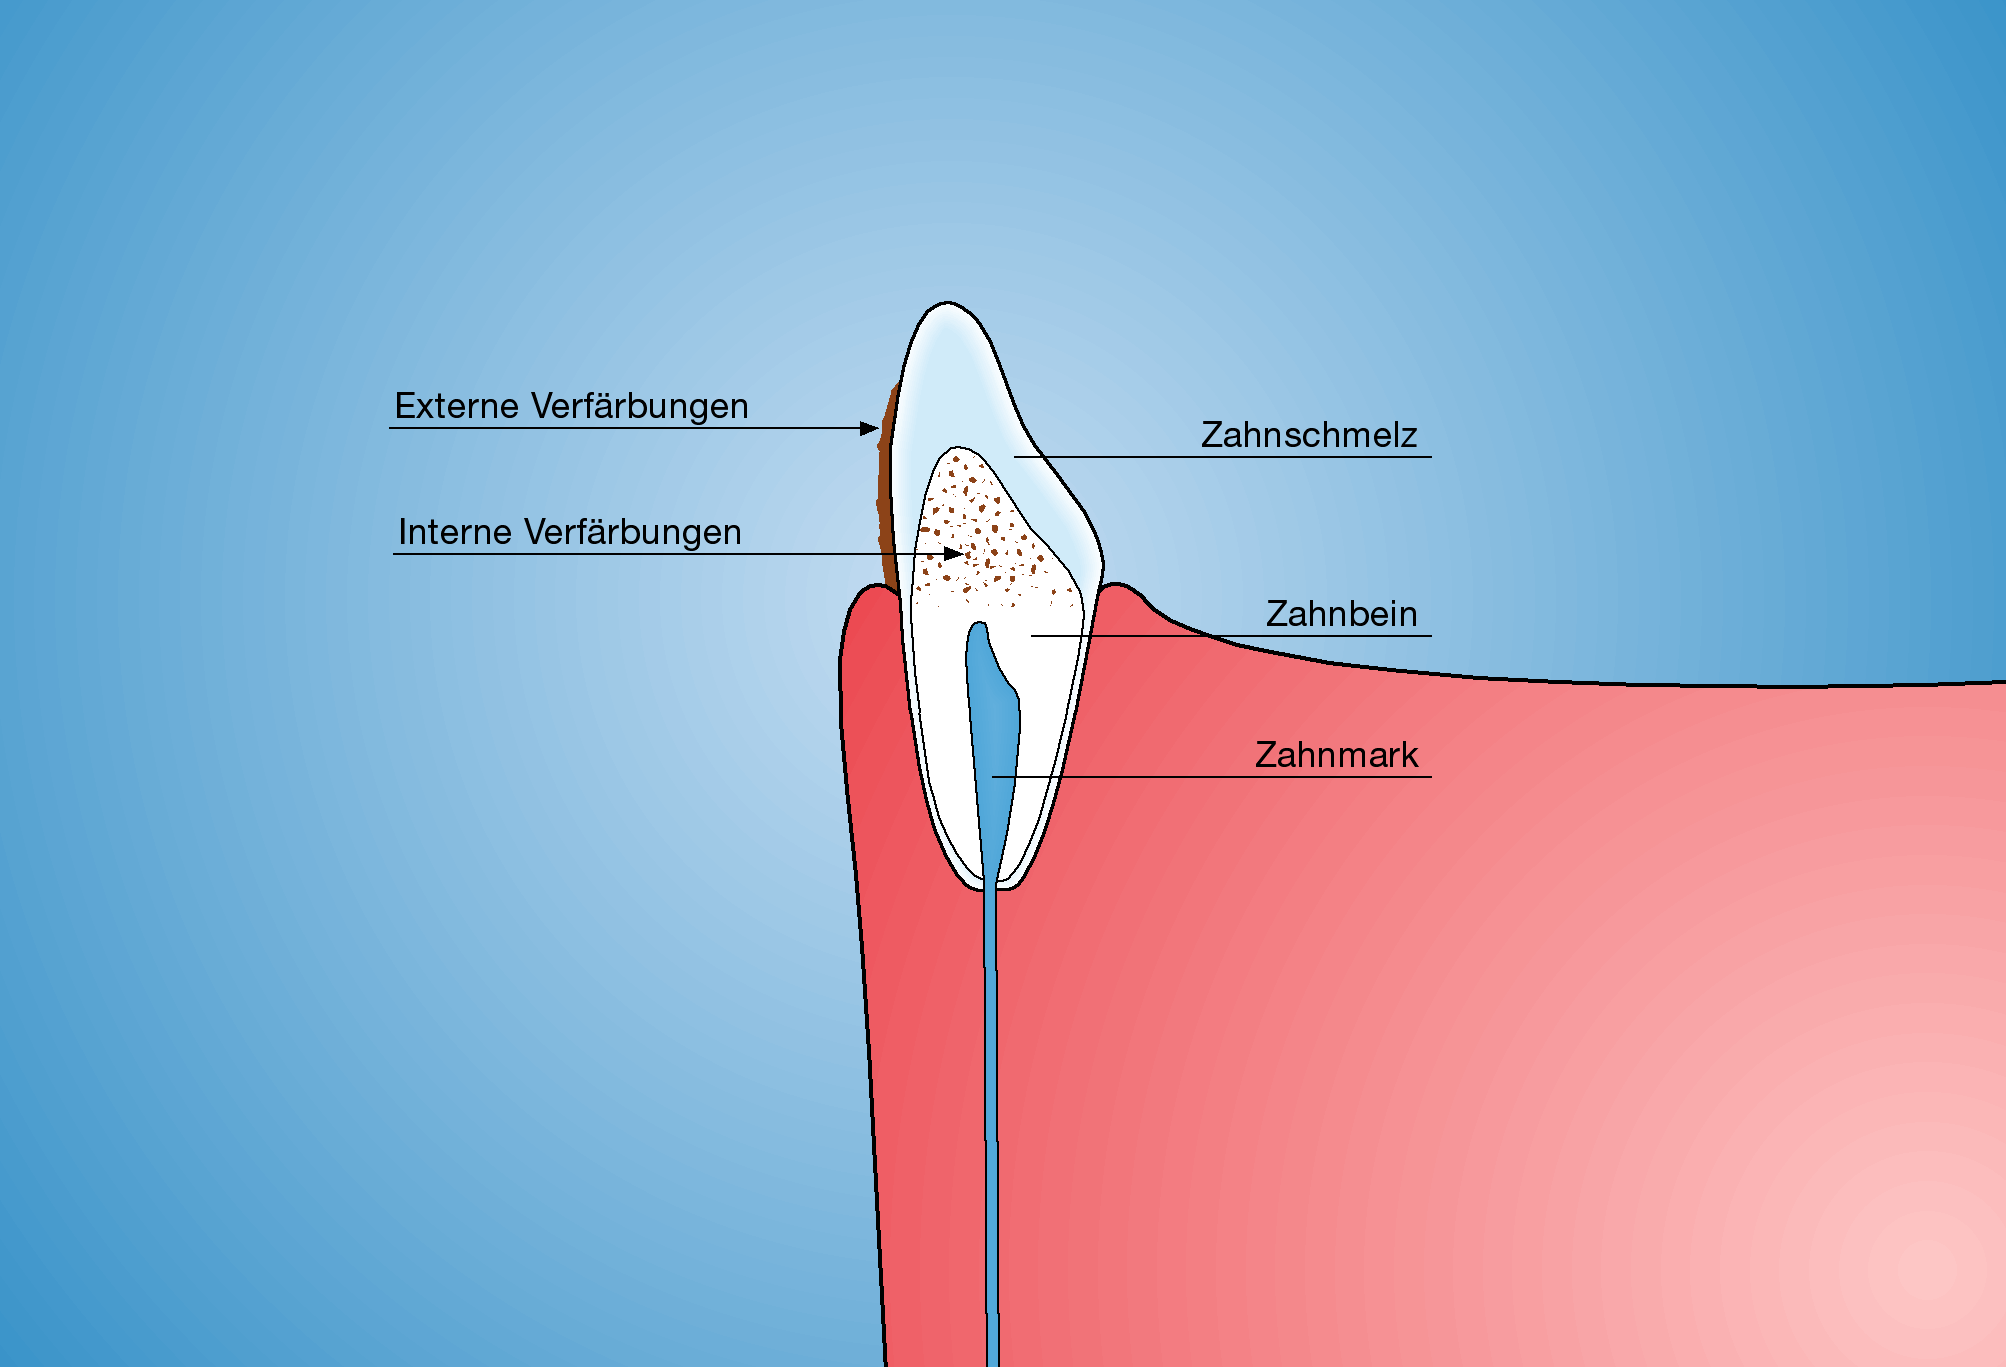 Externe Verfärbungen
Zahnschmelz
Interne Verfärbungen
Zahnbein
Zahnmark